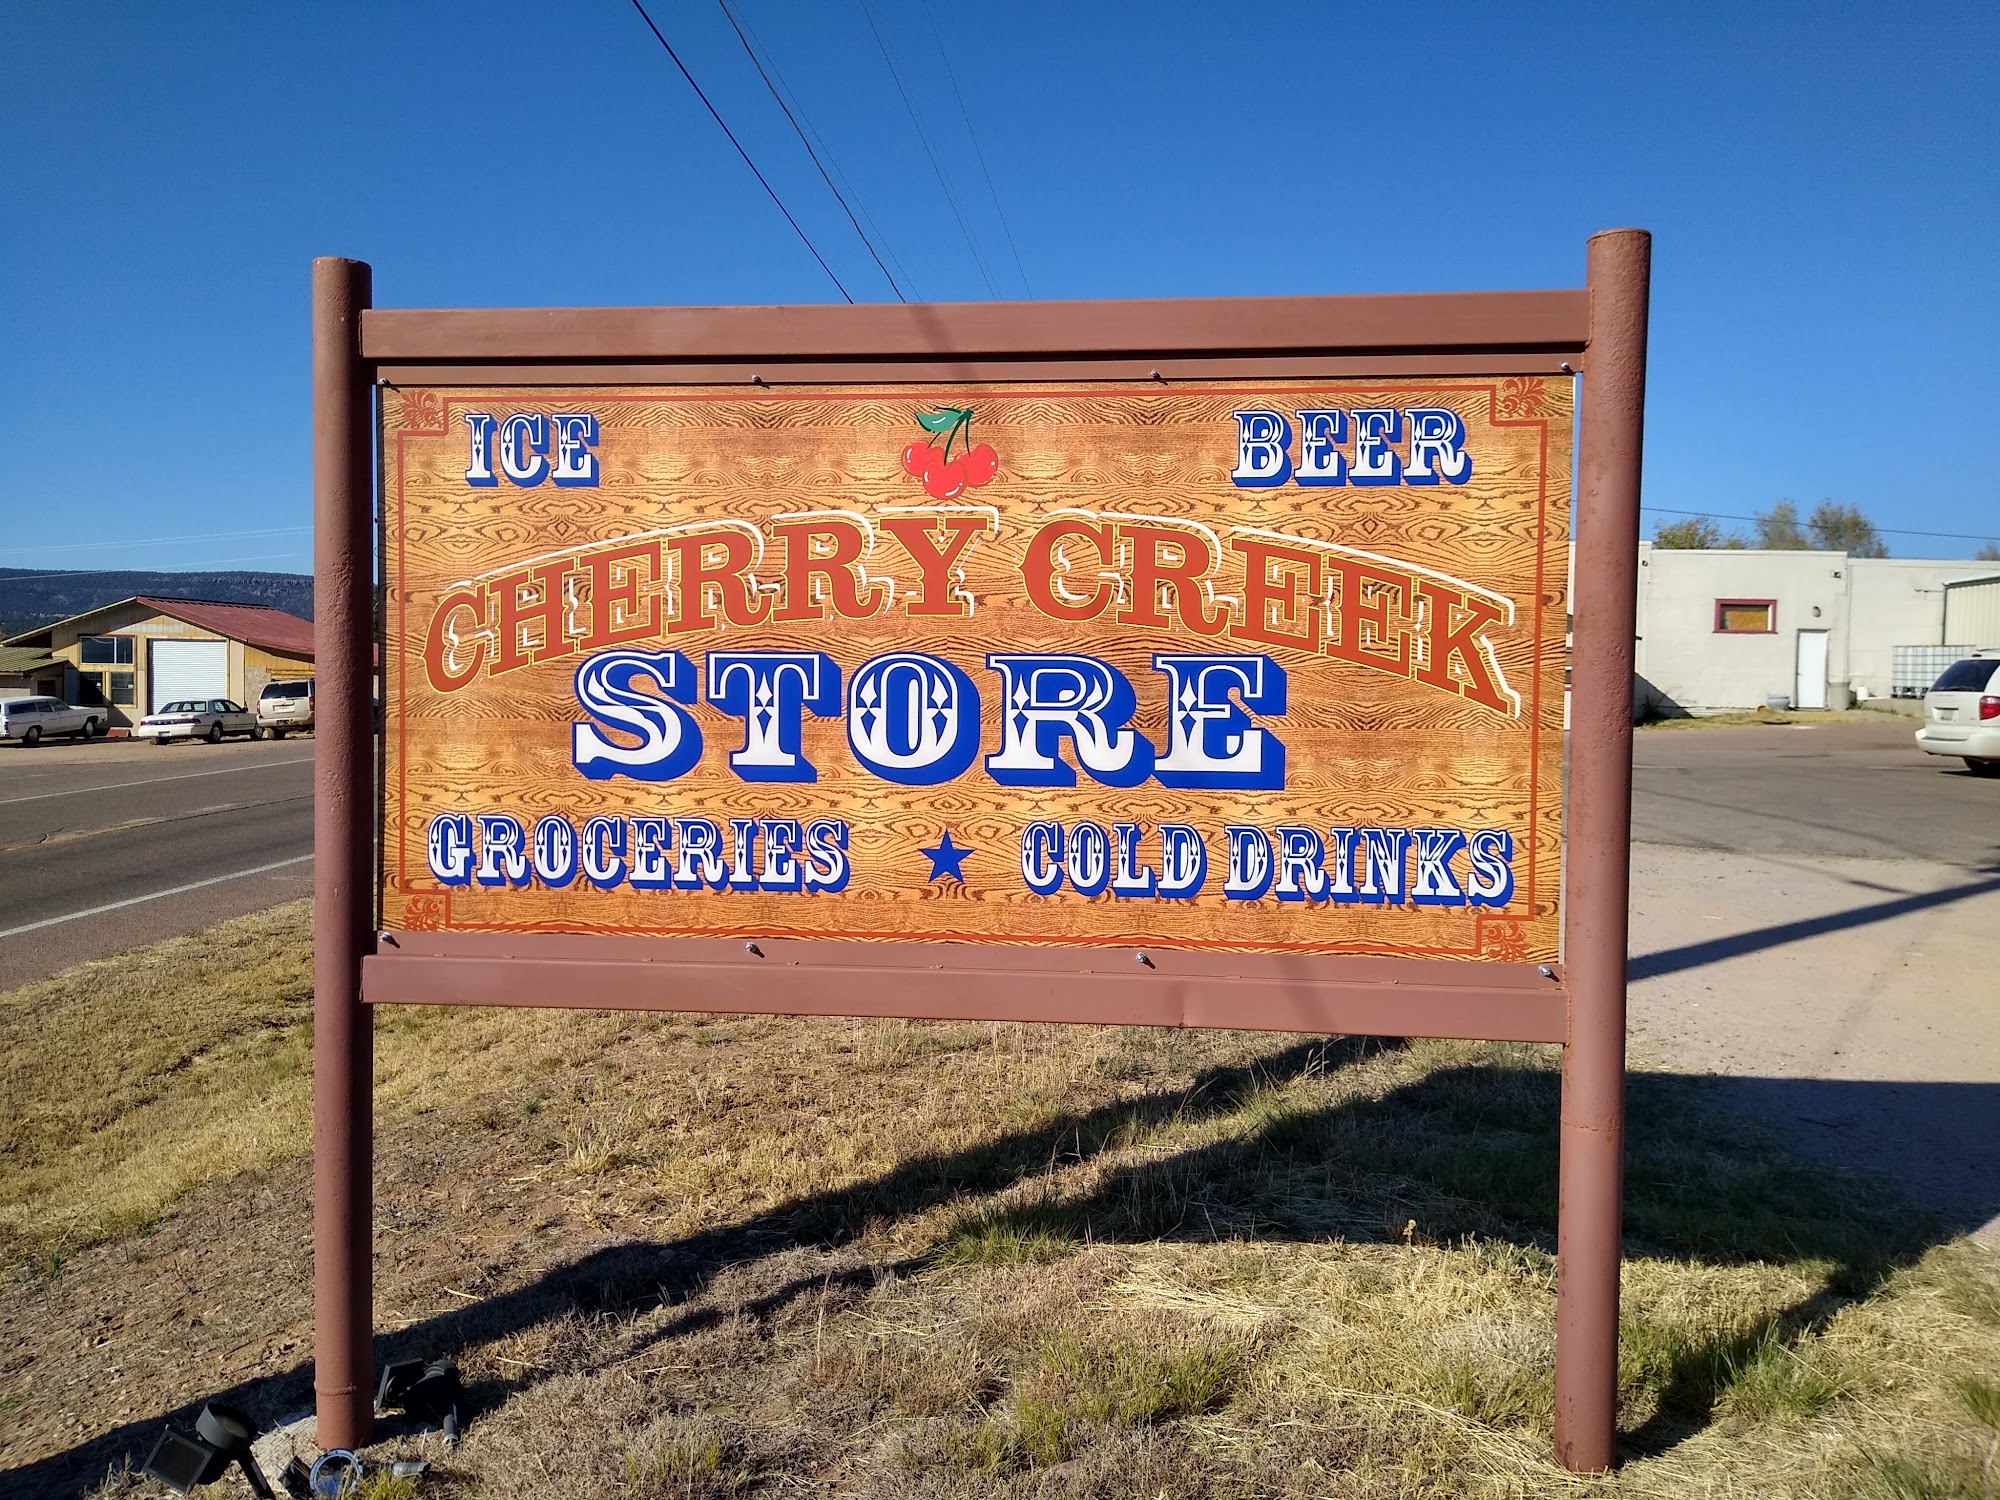 ICE BEER
CHERRY CREEK
STORE
GROCERIES ★ COLD DRINKS